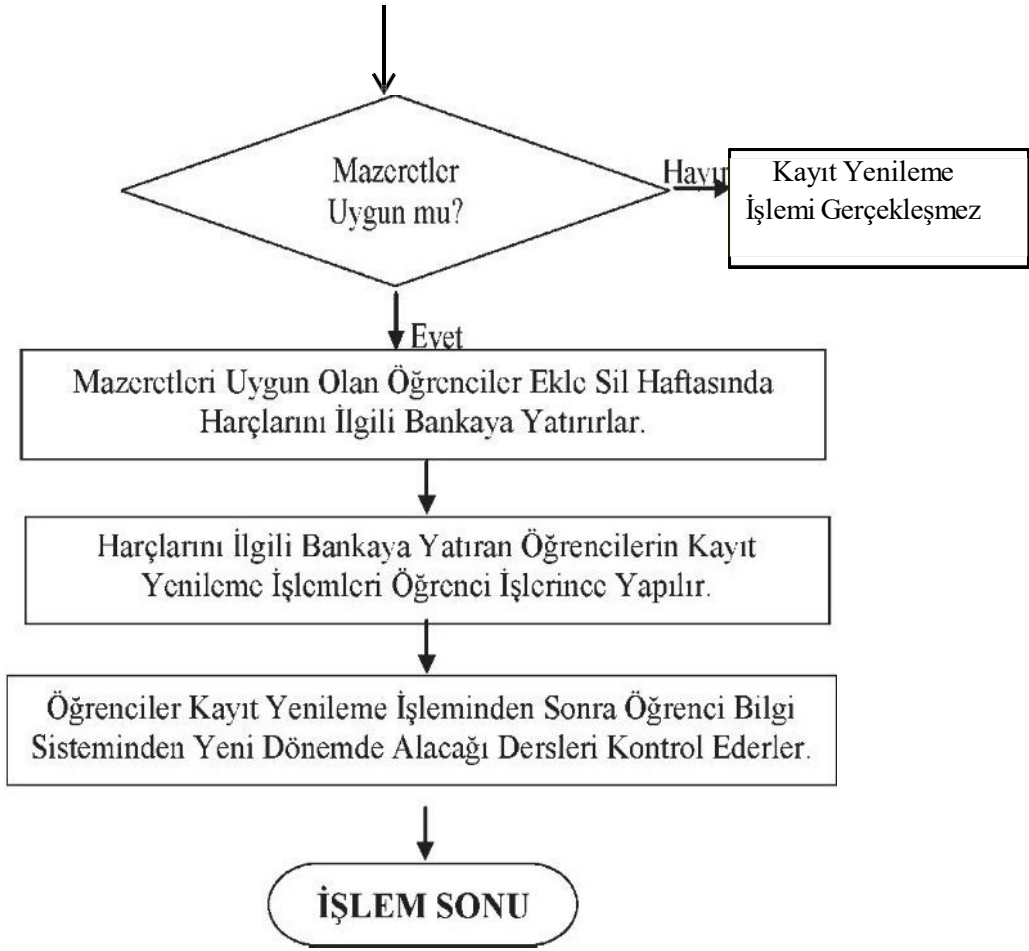 Mazeretler
Uygun mu?
Hayır
Kayıt Yenileme
İşlemi Gerçekleşmez
Evet
Mazeretleri Uygun Olan Öğrenciler Ekle Sil Haftasında
Harçlarını İlgili Bankaya Yatırırlar.
Harçlarını İlgili Bankaya Yatıran Öğrencilerin Kayıt
Yenileme İşlemleri Öğrenci İşlerince Yapılır.
Öğrenciler Kayıt Yenileme İşleminden Sonra Öğrenci Bilgi
Sisteminden Yeni Dönemde Alacağı Dersleri Kontrol Ederler.
İŞLEM SONU